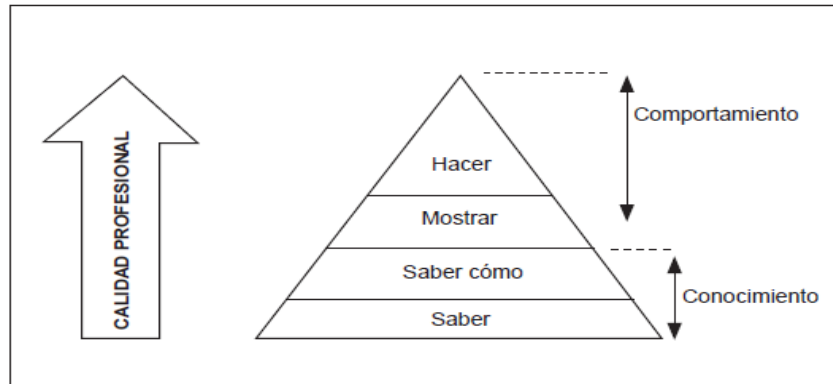 CALIDAD PROFESIONAL
Hacer
Mostrar
Saber cómo
Saber
Comportamiento
Conocimiento